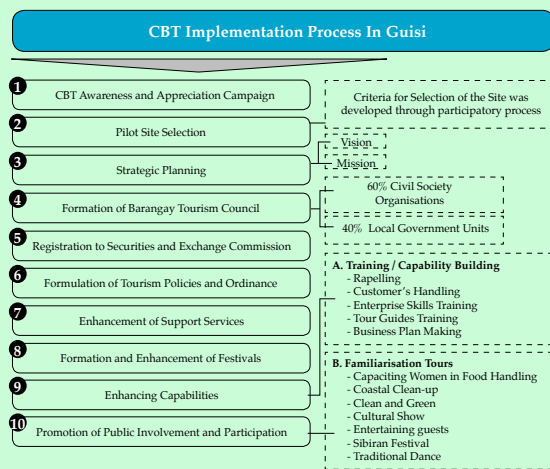 CBT Implementation Process In Guisi
1
CBT Awareness and Appreciation Campaign
2
Pilot Site Selection
Criteria for Selection of the Site was
developed through participatory process
3
Strategic Planning
Vision
Mission
4
Formation of Barangay Tourism Council
60% Civil Society
Organisations
40% Local Government Units
5
Registration to Securities and Exchange Commission
6
Formulation of Tourism Policies and Ordinance
7
Enhancement of Support Services
8
Formation and Enhancement of Festivals
9
Enhancing Capabilities
A. Training / Capability Building
- Rapelling
- Customer's Handling
- Enterprise Skills Training
- Tour Guides Training
- Business Plan Making
10
Promotion of Public Involvement and Participation
B. Familiarisation Tours
- Capaciting Women in Food Handling
- Coastal Clean-up
- Clean and Green
- Cultural Show
- Entertaining guests
- Sibiran Festival
- Traditional Dance